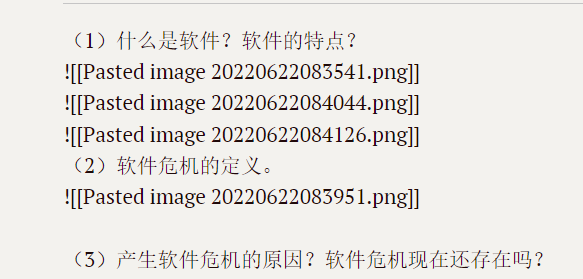 （1）什么是软件？软件的特点？
![[Pasted image 20220622083541.png]]
![[Pasted image 20220622084044.png]]
![[Pasted image 20220622084126.png]]
（2）软件危机的定义。
![[Pasted image 20220622083951.png]]
（3）产生软件危机的原因？软件危机现在还存在吗？